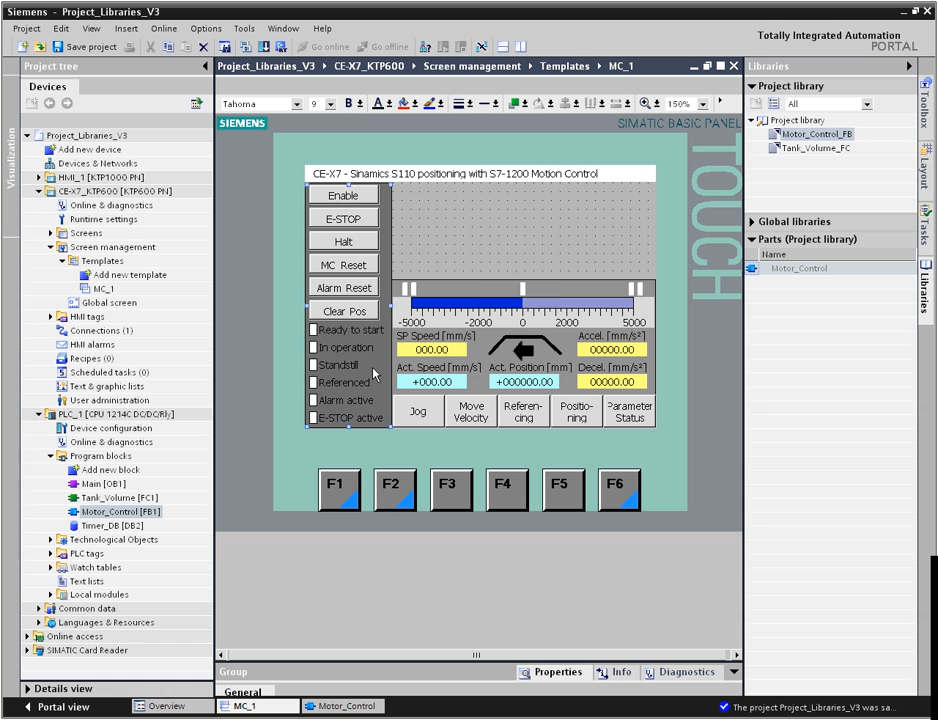 Siemens - Project_Libraries_V3
Project Edit View Insert Online Options Tools Window Help
Save project Go online Go offline
Totally Integrated Automation
PORTAL
Project tree
Devices
Project_Libraries_V3
Add new device
Devices & Networks
HMI_1 [KTP1000 PN]
CE-X7_KTP600 [KTP600 PN]
Online & diagnostics
Runtime settings
Screens
Screen management
Templates
Add new template
MC_1
Global screen
HMI tags
Connections (1)
HMI alarms
Recipes (0)
Scheduled tasks (0)
Text & graphic lists
User administration
PLC_1 [CPU 1214C DC/DC/Rly]
Device configuration
Online & diagnostics
Program blocks
Add new block
Main [OB1]
Tank_Volume [FC1]
Motor_Control [FB1]
Timer_DB [DB2]
Technological Objects
PLC tags
Watch tables
Text lists
Local modules
Common data
Languages & Resources
Online access
SIMATIC Card Reader
Details view
Visualization
Project_Libraries_V3 CE-X7_KTP600 Screen management Templates MC_1
Tahoma 9 B A 150%
SIEMENS
SIMATIC BASIC PANEL
TOUCH
CE-X7 - Sinamics S110 positioning with S7-1200 Motion Control
Enable
E-STOP
Halt
MC Reset
Alarm Reset
Clear Pos
Ready to start
In operation
Standstill
Referenced
Alarm active
E-STOP active
-5000 -2000 0 2000 5000
SP Speed [mm/s] Accel. [mm/s²]
000.00 00000.00
Act. Speed [mm/s] Act. Position [mm] Decel. [mm/s²]
+000.00 +000000.00 00000.00
Jog
Move
Velocity
Referen-
cing
Positio-
ning
Parameter
Status
F1 F2 F3 F4 F5 F6
Group
Properties Info Diagnostics
General
Libraries
Project library
All
Project library
Motor_Control_FB
Tank_Volume_FC
Global libraries
Parts (Project library)
Name
Motor_Control
Toolbox
Layout
Tasks
Libraries
Portal view Overview MC_1 Motor_Control
The project Project_Libraries_V3 was sa...